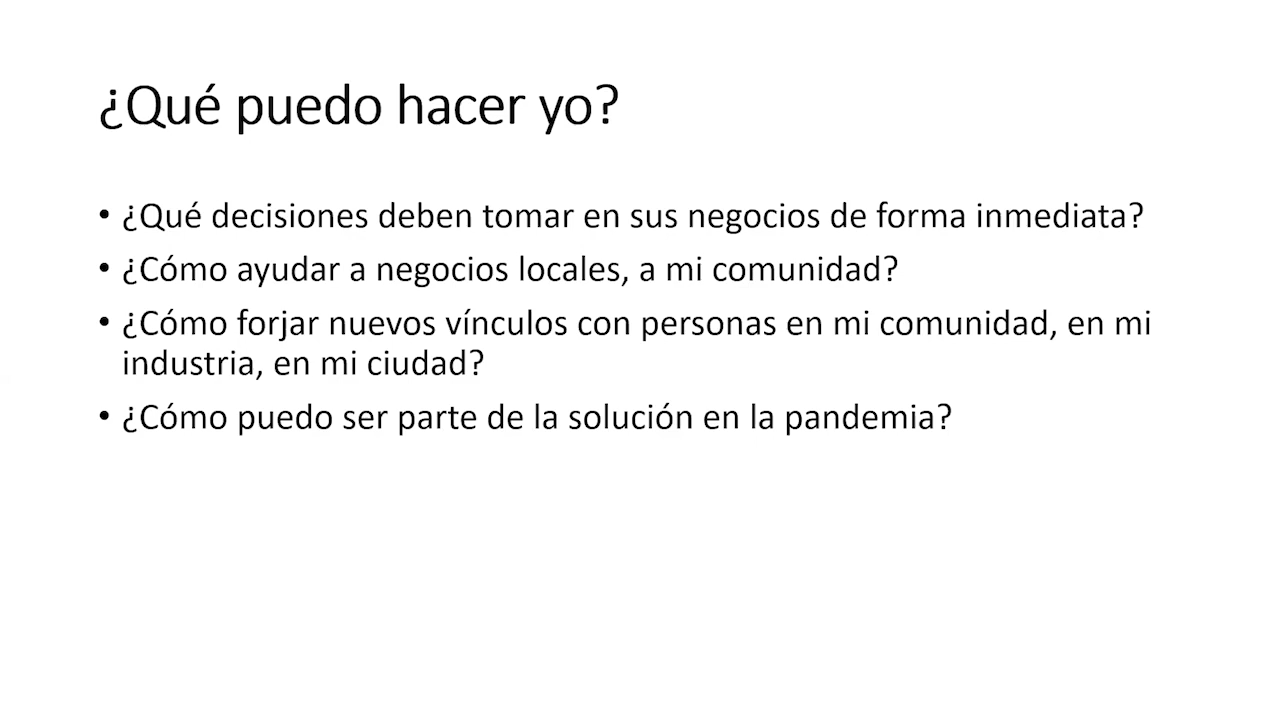 ¿Qué puedo hacer yo?
• ¿Qué decisiones deben tomar en sus negocios de forma inmediata?
• ¿Cómo ayudar a negocios locales, a mi comunidad?
• ¿Cómo forjar nuevos vínculos con personas en mi comunidad, en mi
industria, en mi ciudad?
• ¿Cómo puedo ser parte de la solución en la pandemia?